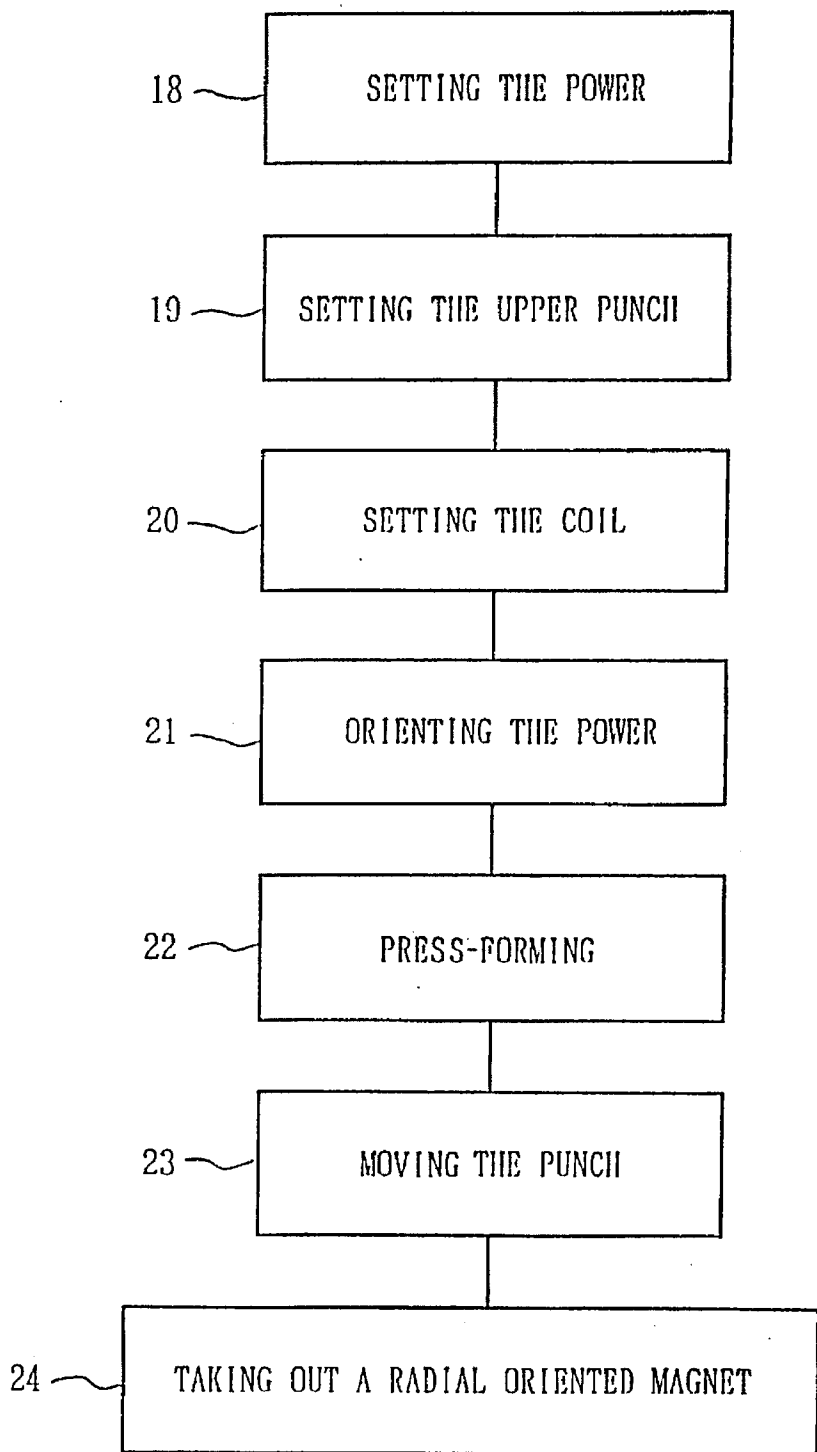 18 SETTING THE POWER
19 SETTING THE UPPER PUNCH
20 SETTING THE COIL
21 ORIENTING THE POWER
22 PRESS-FORMING
23 MOVING THE PUNCH
24 TAKING OUT A RADIAL ORIENTED MAGNET